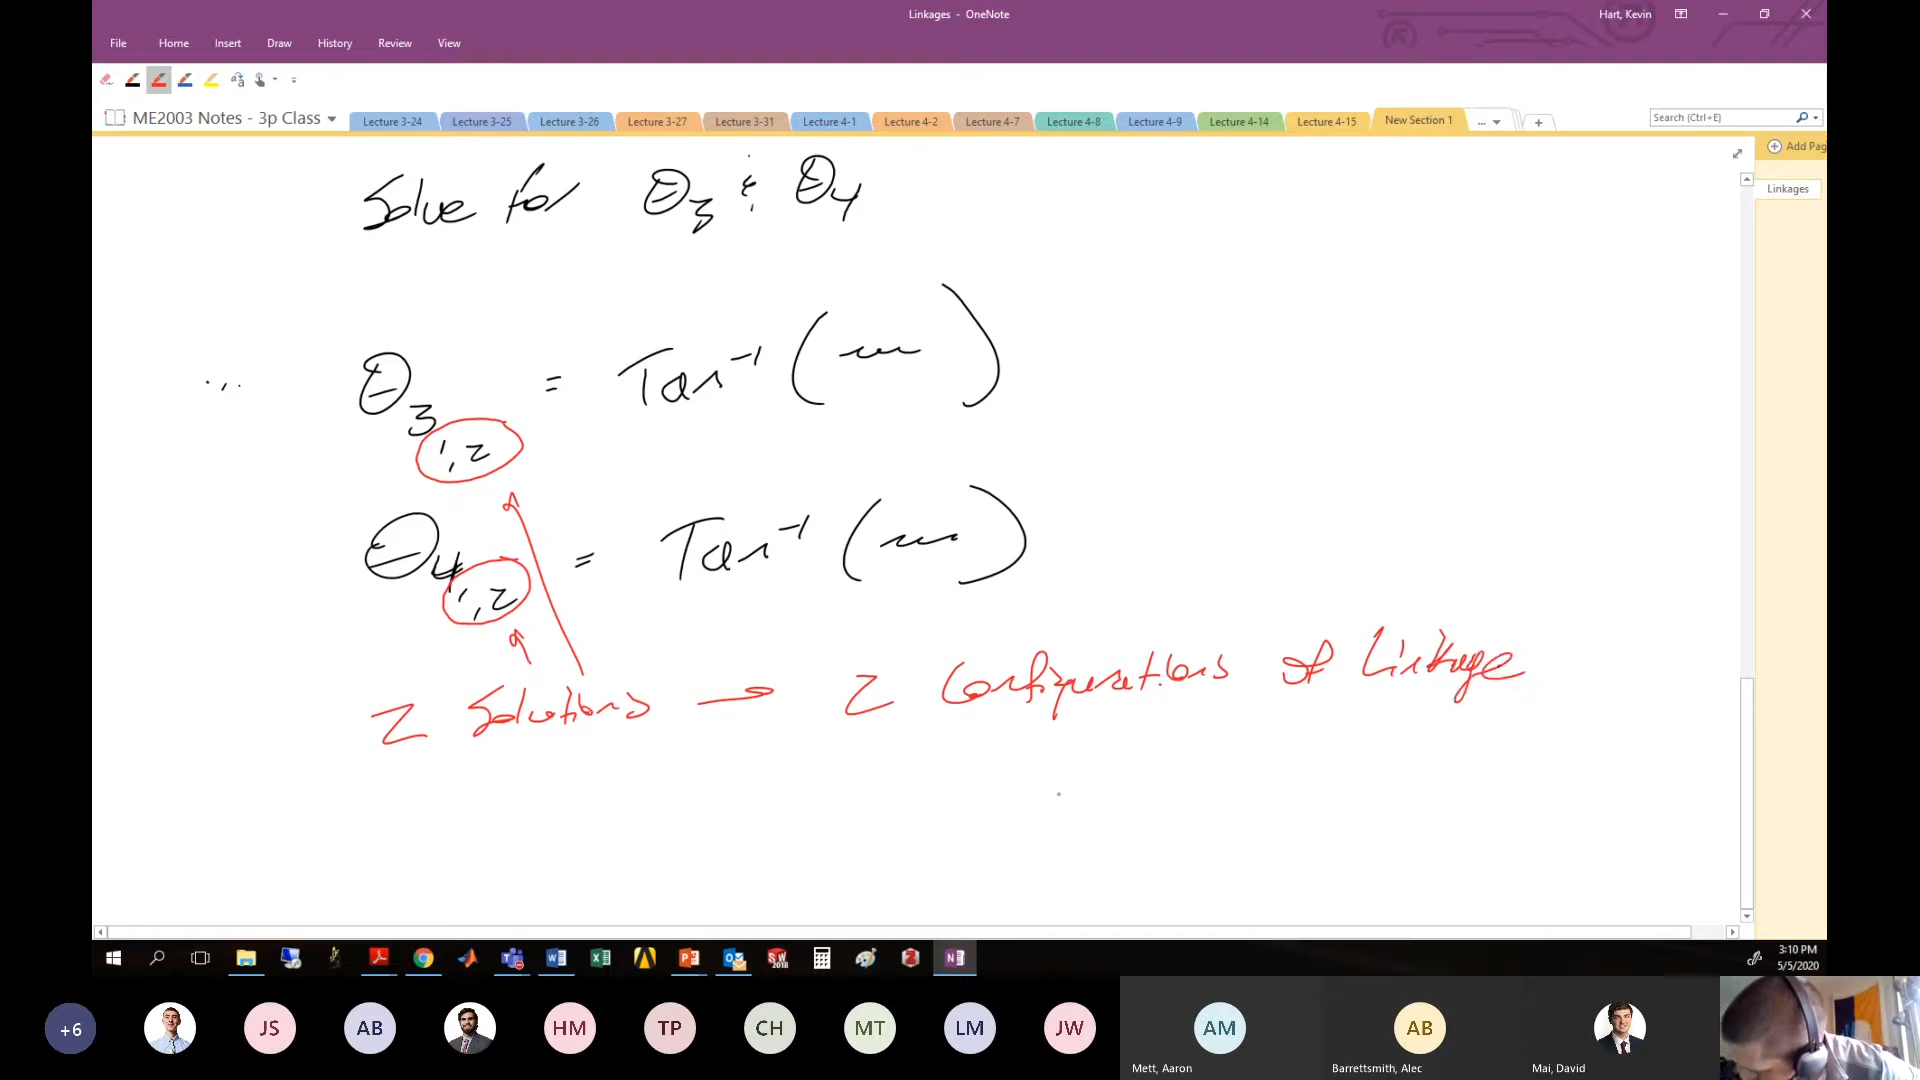 Linkages - OneNote
Hart, Kevin
File Home Insert Draw History Review View
ME2003 Notes - 3p Class
Lecture 3-24 Lecture 3-25 Lecture 3-26 Lecture 3-27 Lecture 3-31 Lecture 4-1 Lecture 4-2 Lecture 4-7 Lecture 4-8 Lecture 4-9 Lecture 4-14 Lecture 4-15 New Section 1 ...
Search (Ctrl+E)
Add Pag
Linkages
Solve for Θ3 & Θ4
... Θ3 1,2 = Tan⁻¹ ( )
Θ4 1,2 = Tan⁻¹ ( )
2 Solutions → 2 Configurations of Linkage
SW 2018
3:10 PM
5/5/2020
+6 JS AB HM TP CH MT LM JW AM AB
Mett, Aaron Barrettsmith, Alec Mai, David